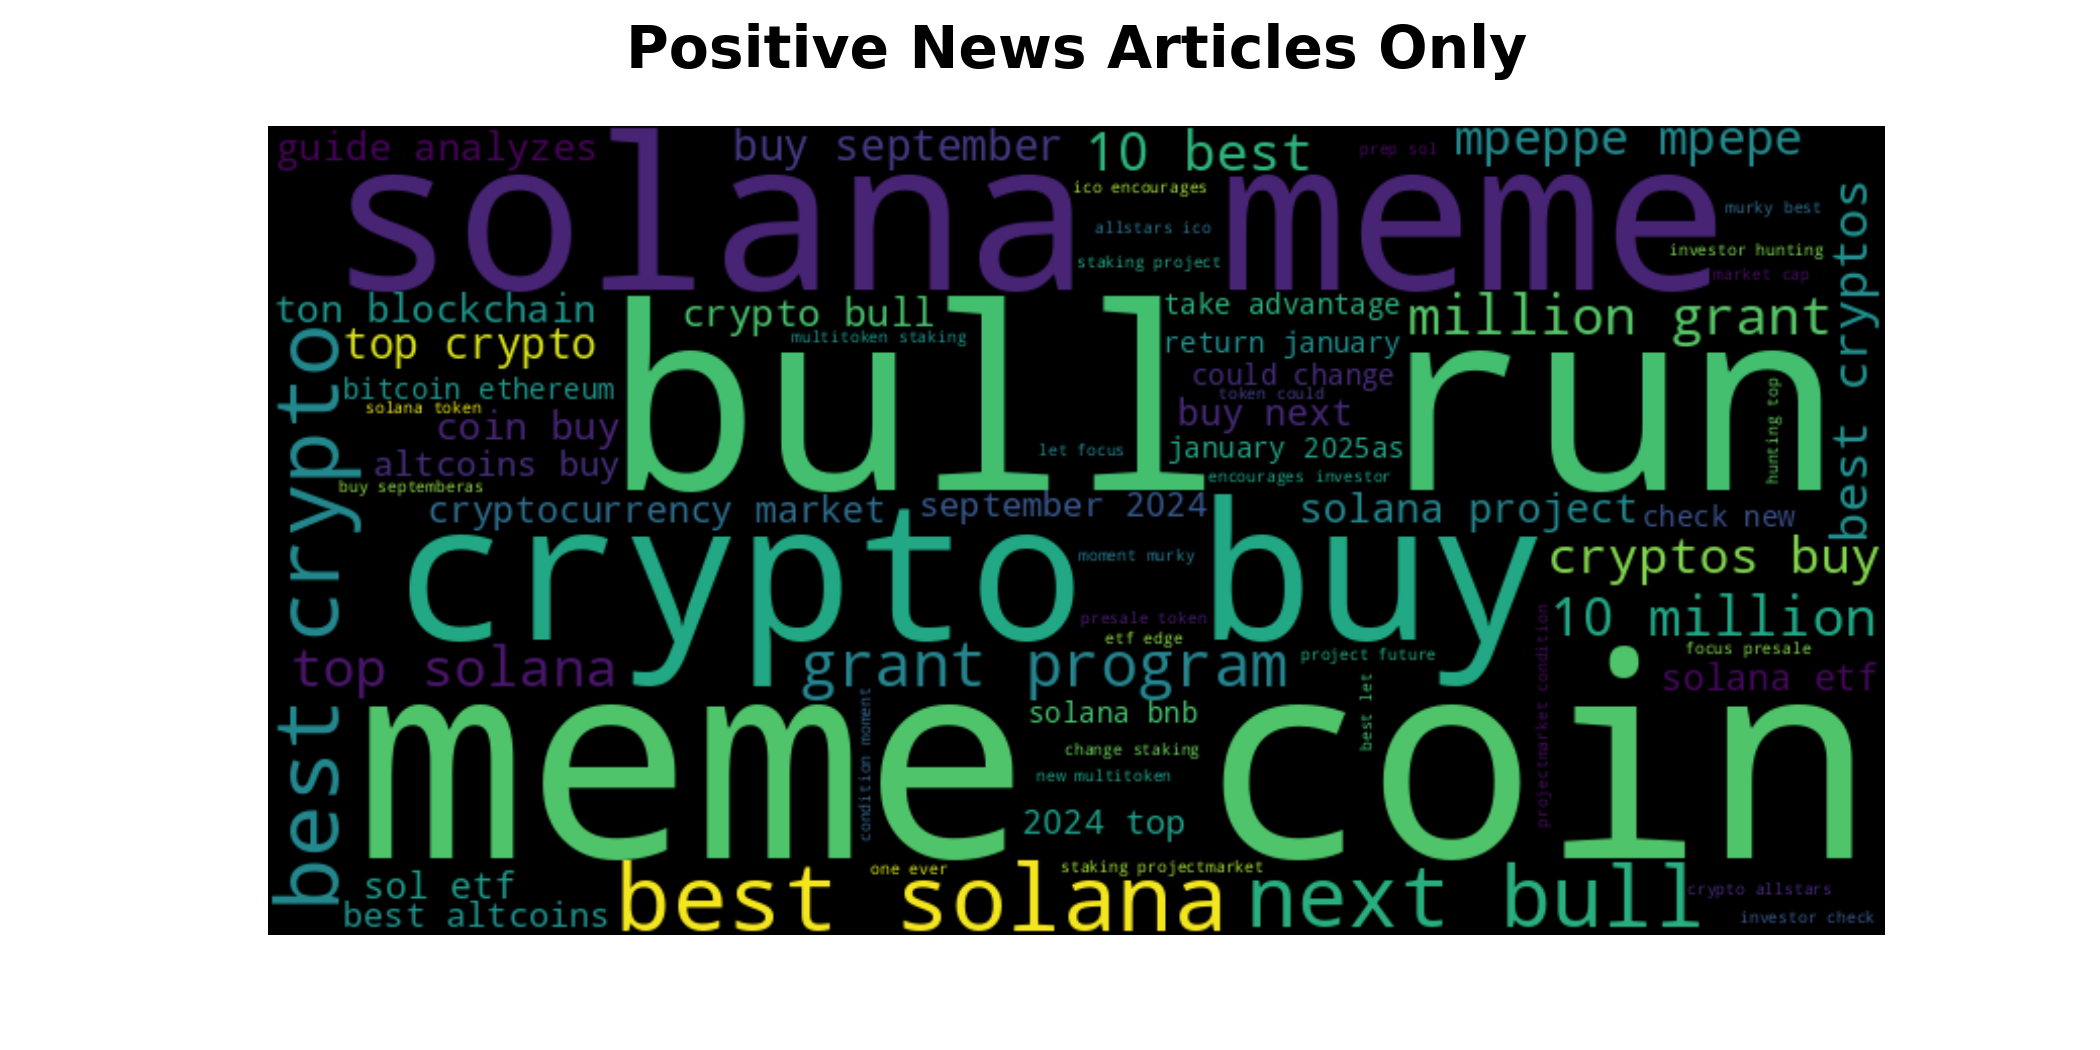 Positive News Articles Only
guide analyzes
buy september
10 best
prep sol
mpeppe mpepe
solana meme
ico encourages
allstars ico
staking project
murky best
investor hunting
market cap
best cryptos
ton blockchain
top crypto
bitcoin ethereum
solana token
coin buy
altcoins buy
buy septemberas
best crypto
crypto bull
multitoken staking
bull run
take advantage
return january
could change
token could
buy next
january 2025as
encourages investor
let focus
million grant
hunting top
cryptocurrency market
september 2024
solana project
check new
crypto buy
moment murky
presale token
etf edge
cryptos buy
10 million
focus presale
solana etf
top solana
grant program
project future
projectmarket condition
meme coin
condition moment
solana bnb
change staking
new multitoken
2024 top
best let
sol etf
best altcoins
best solana
one ever
staking projectmarket
next bull
crypto allstars
investor check